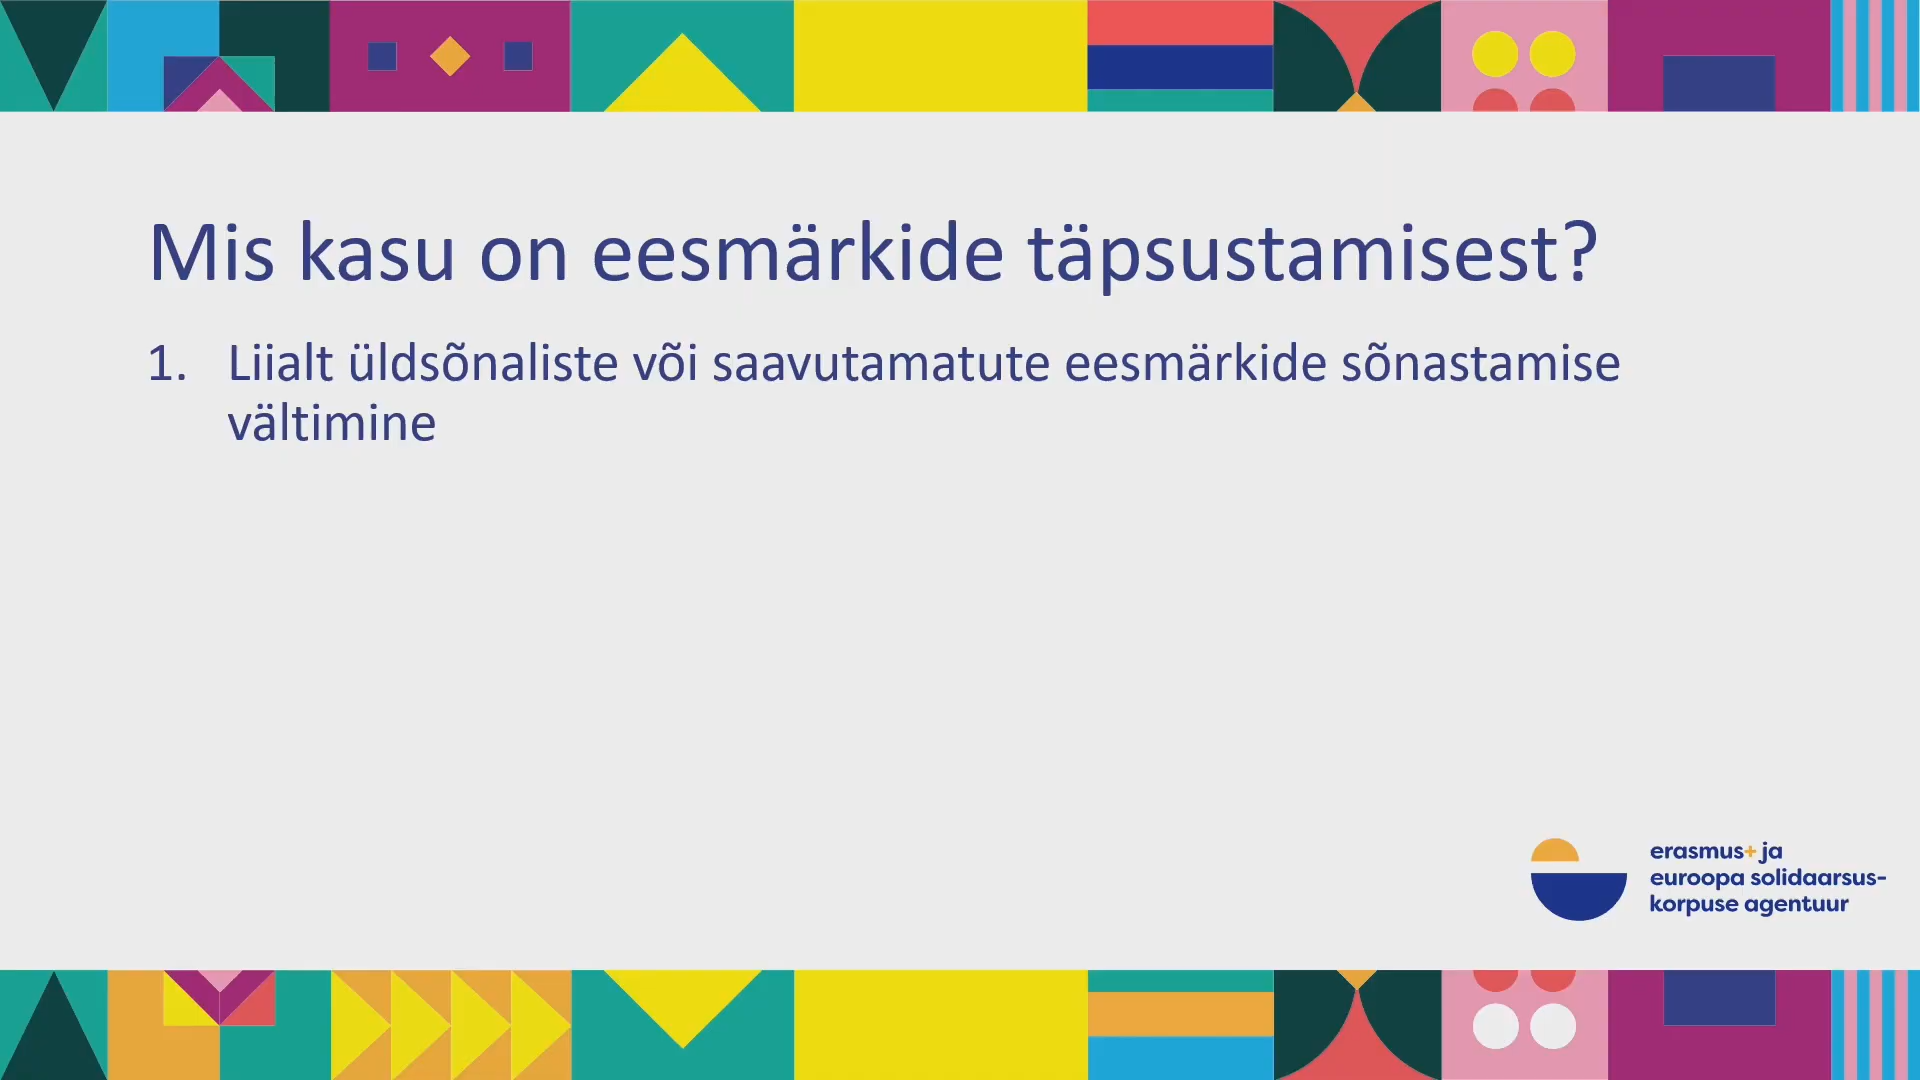 Mis kasu on eesmärkide täpsustamisest?
1. Liialt üldsõnaliste või saavutamatute eesmärkide sõnastamise
vältimine
erasmus+ ja
euroopa solidaarsus-
korpuse agentuur